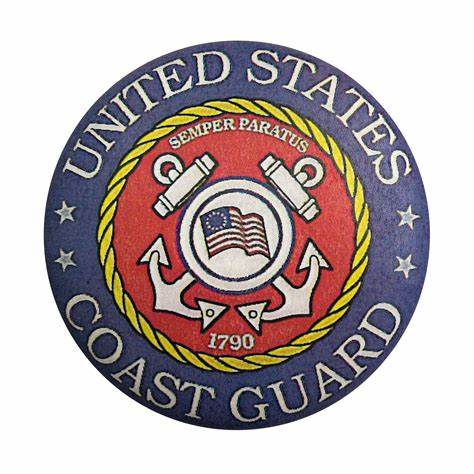 UNITED STATES
SEMPER PARATUS
1790
COAST GUARD